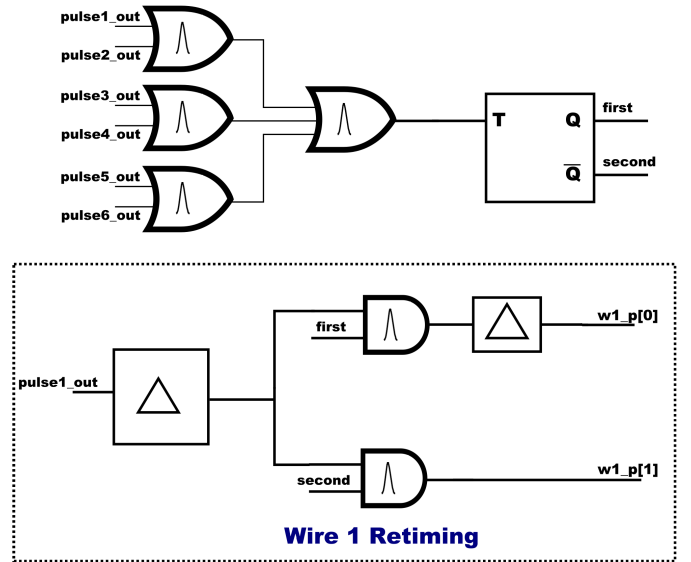 pulse1_out
pulse2_out
pulse3_out
pulse4_out
pulse5_out
pulse6_out
T Q first
Q̅ second
pulse1_out
first
second
w1_p[0]
w1_p[1]
Wire 1 Retiming